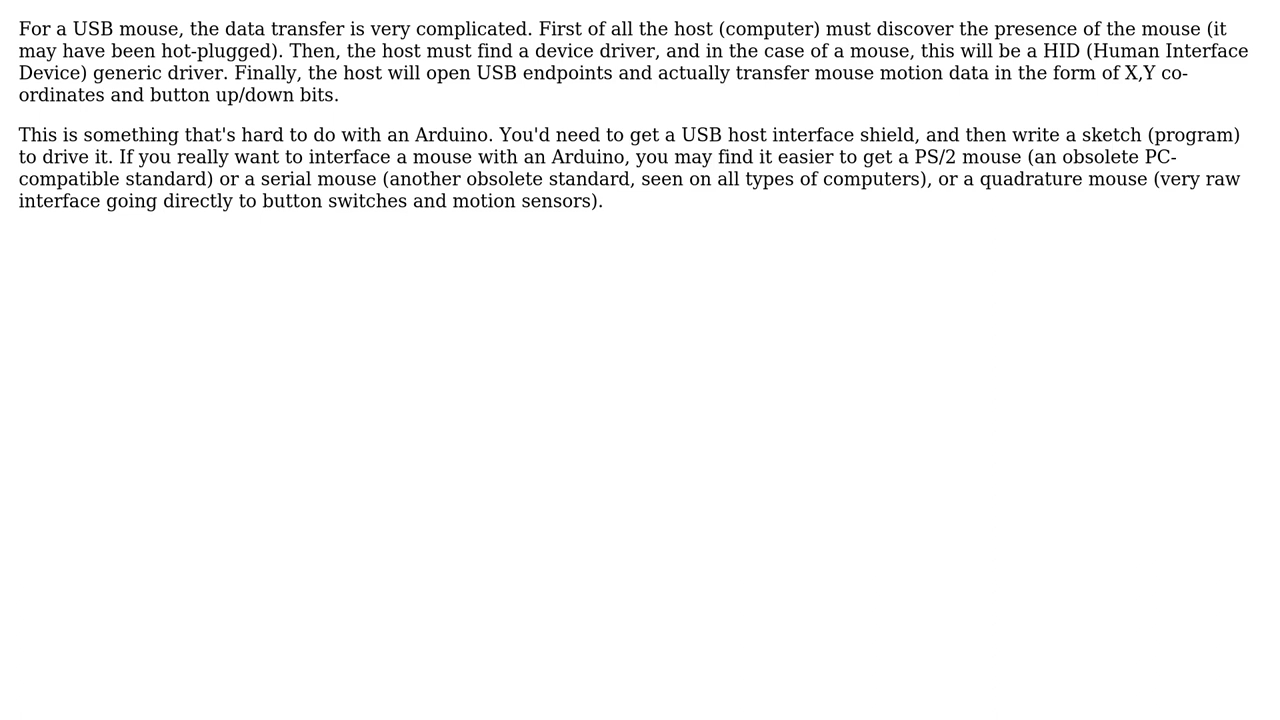 For a USB mouse, the data transfer is very complicated. First of all the host (computer) must discover the presence of the mouse (it
may have been hot-plugged). Then, the host must find a device driver, and in the case of a mouse, this will be a HID (Human Interface
Device) generic driver. Finally, the host will open USB endpoints and actually transfer mouse motion data in the form of X,Y co-
ordinates and button up/down bits.
This is something that's hard to do with an Arduino. You'd need to get a USB host interface shield, and then write a sketch (program)
to drive it. If you really want to interface a mouse with an Arduino, you may find it easier to get a PS/2 mouse (an obsolete PC-
compatible standard) or a serial mouse (another obsolete standard, seen on all types of computers), or a quadrature mouse (very raw
interface going directly to button switches and motion sensors).